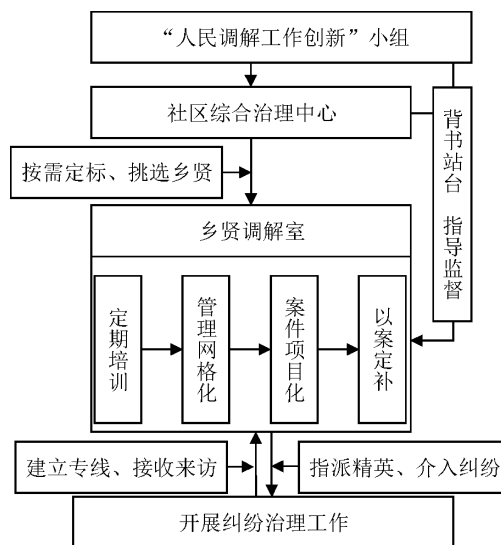 “人民调解工作创新”小组
社区综合治理中心
背书站台 指导监督
按需定标、挑选乡贤
乡贤调解室
定期培训
管理网格化
案件项目化
以案定补
建立专线、接收来访
指派精英、介入纠纷
开展纠纷治理工作